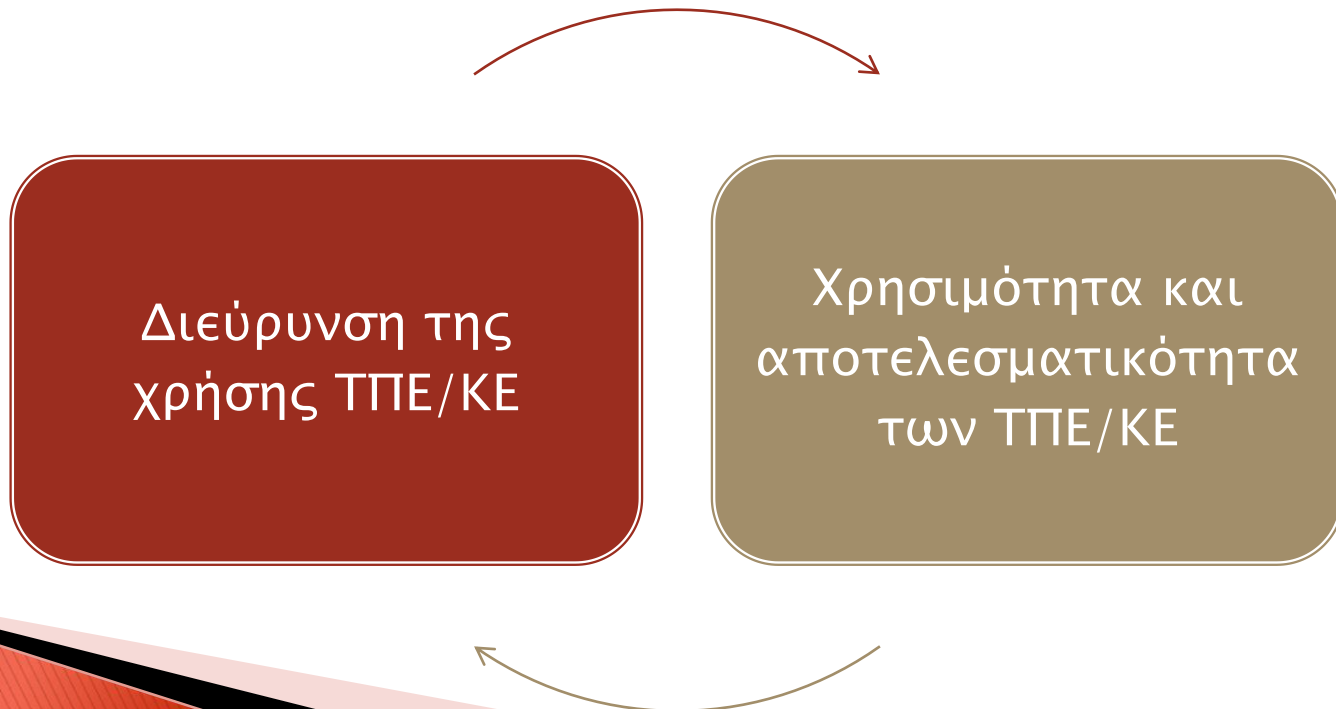 Διεύρυνση της
χρήσης ΤΠΕ/ΚΕ
Χρησιμότητα και
αποτελεσματικότητα
των ΤΠΕ/ΚΕ